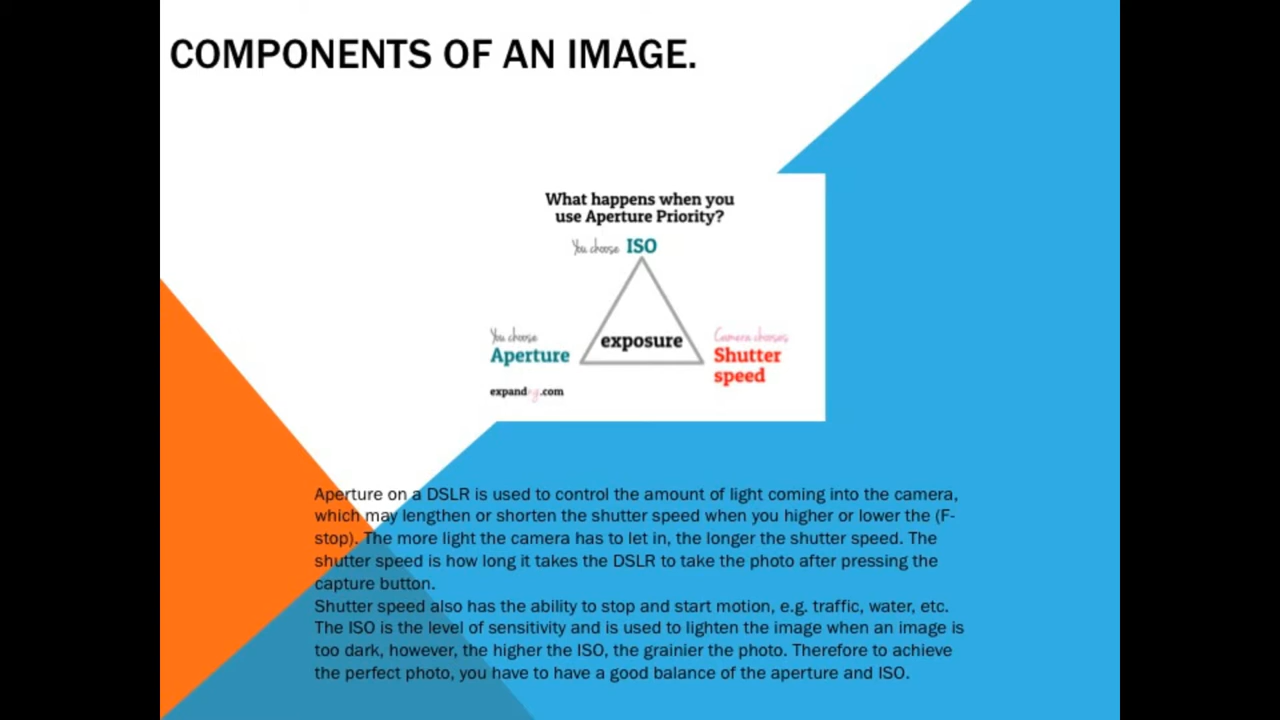 COMPONENTS OF AN IMAGE.
What happens when you
use Aperture Priority?
You choose ISO
exposure
You choose
Aperture
Camera chooses
Shutter
speed
expandng.com
Aperture on a DSLR is used to control the amount of light coming into the camera,
which may lengthen or shorten the shutter speed when you higher or lower the (F-
stop). The more light the camera has to let in, the longer the shutter speed. The
shutter speed is how long it takes the DSLR to take the photo after pressing the
capture button.
Shutter speed also has the ability to stop and start motion, e.g. traffic, water, etc.
The ISO is the level of sensitivity and is used to lighten the image when an image is
too dark, however, the higher the ISO, the grainier the photo. Therefore to achieve
the perfect photo, you have to have a good balance of the aperture and ISO.